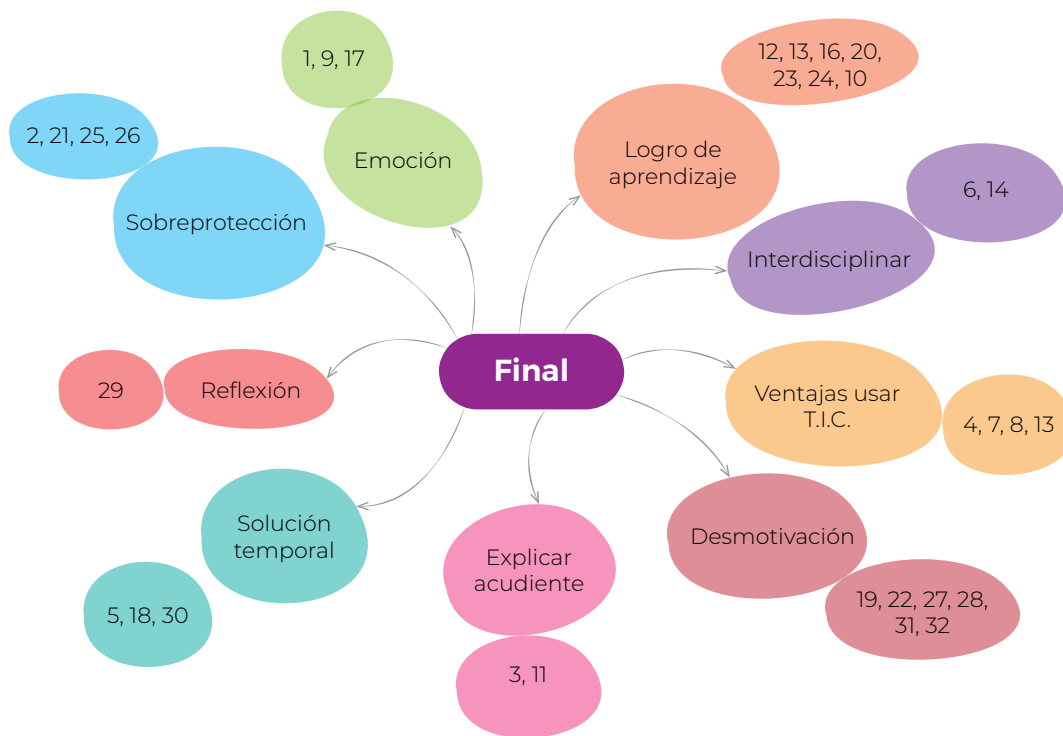 1, 9, 17
Emoción
12, 13, 16, 20,
23, 24, 10
Logro de
aprendizaje
2, 21, 25, 26
Sobreprotección
6, 14
Interdisciplinar
Final
29
Reflexión
Ventajas usar
T.I.C.
4, 7, 8, 13
Solución
temporal
5, 18, 30
Explicar
acudiente
3, 11
Desmotivación
19, 22, 27, 28,
31, 32